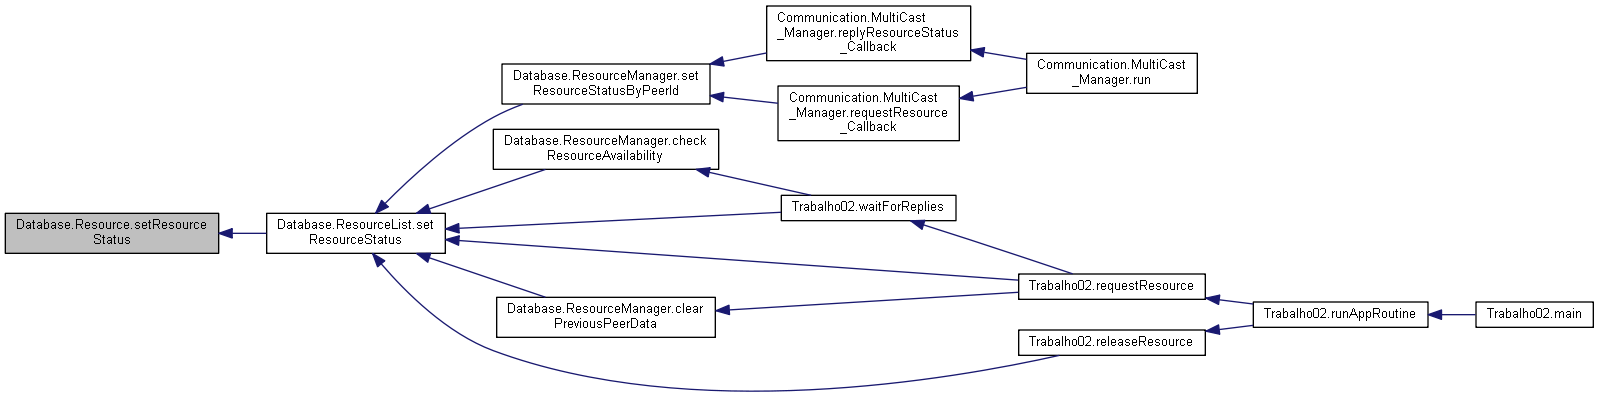 Communication.MultiCast
_Manager.replyResourceStatus
_Callback
Database.ResourceManager.set
ResourceStatusByPeerId
Communication.MultiCast
_Manager.run
Communication.MultiCast
_Manager.requestResource
_Callback
Database.ResourceManager.check
ResourceAvailability
Trabalho02.waitForReplies
Database.Resource.setResource
Status
Database.ResourceList.set
ResourceStatus
Trabalho02.requestResource
Database.ResourceManager.clear
PreviousPeerData
Trabalho02.runAppRoutine
Trabalho02.main
Trabalho02.releaseResource